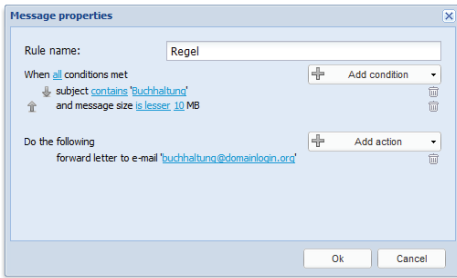 Message properties
Rule name: Regel
When all conditions met Add condition
subject contains 'Buchhaltung'
and message size is lesser 10 MB
Do the following Add action
forward letter to e-mail 'buchhaltung@domainlogin.org'
Ok Cancel